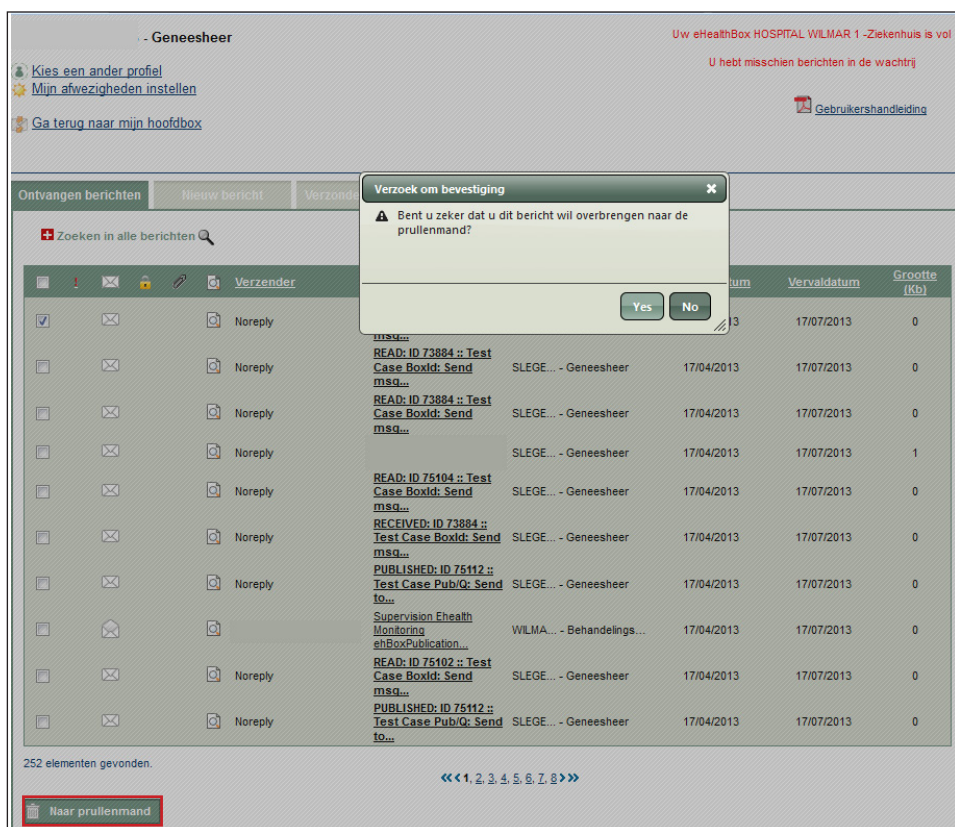 - Geneesheer
Uw eHealthBox HOSPITAL WILMAR 1 -Ziekenhuis is vol
U hebt misschien berichten in de wachtrij
Kies een ander profiel
Mijn afwezigheden instellen
Gebruikershandleiding
Ga terug naar mijn hoofdbox
Ontvangen berichten
Nieuw bericht
Verzoek om bevestiging
Bent u zeker dat u dit bericht wil overbrengen naar de
prullenmand?
Yes No
Zoeken in alle berichten
! Verzender Vervaldatum Grootte
(Kb)
Noreply 17/07/2013 0
msg...
READ: ID 73884 :: Test
Case BoxId: Send
msg...
Noreply SLEGE... - Geneesheer 17/04/2013 17/07/2013 0
READ: ID 73884 :: Test
Case BoxId: Send
msg...
Noreply SLEGE... - Geneesheer 17/04/2013 17/07/2013 0
Noreply SLEGE... - Geneesheer 17/04/2013 17/07/2013 1
READ: ID 75104 :: Test
Case BoxId: Send
msg...
Noreply SLEGE... - Geneesheer 17/04/2013 17/07/2013 0
RECEIVED: ID 73884 ::
Test Case BoxId: Send
msg...
Noreply SLEGE... - Geneesheer 17/04/2013 17/07/2013 0
PUBLISHED: ID 75112 ::
Test Case Pub/Q: Send
to...
Noreply SLEGE... - Geneesheer 17/04/2013 17/07/2013 0
Supervision Ehealth
Monitoring
ehBoxPublication...
WILMA... - Behandelings... 17/04/2013 17/07/2013 0
READ: ID 75102 :: Test
Case BoxId: Send
msg...
Noreply SLEGE... - Geneesheer 17/04/2013 17/07/2013 0
PUBLISHED: ID 75112 ::
Test Case Pub/Q: Send
to...
Noreply SLEGE... - Geneesheer 17/04/2013 17/07/2013 0
252 elementen gevonden.
1, 2, 3, 4, 5, 6, 7, 8
Naar prullenmand